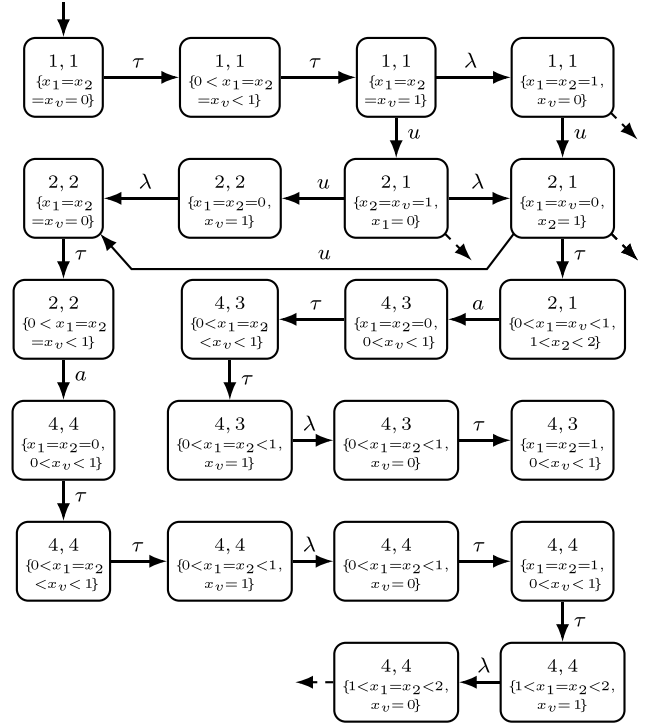 1, 1
{x₁=x₂
=xᵥ= 0}
τ
1, 1
{0 < x₁=x₂
=xᵥ< 1}
τ
1, 1
{x₁=x₂
=xᵥ= 1}
λ
1, 1
{x₁=x₂=1,
xᵥ= 0}
u
u
2, 2
{x₁=x₂
=xᵥ= 0}
λ
2, 2
{x₁=x₂=0,
xᵥ= 1}
u
2, 1
{x₂=xᵥ=1,
x₁= 0}
λ
2, 1
{x₁=xᵥ=0,
x₂= 1}
τ
u
τ
2, 2
{0 < x₁=x₂
=xᵥ< 1}
4, 3
{0<x₁=x₂
<xᵥ< 1}
τ
4, 3
{x₁=x₂=0,
0<xᵥ< 1}
a
2, 1
{0<x₁=xᵥ<1,
1<x₂< 2}
a
τ
4, 4
{x₁=x₂=0,
0<xᵥ< 1}
4, 3
{0<x₁=x₂<1,
xᵥ= 1}
λ
4, 3
{0<x₁=x₂<1,
xᵥ= 0}
τ
4, 3
{x₁=x₂=1,
0<xᵥ< 1}
τ
4, 4
{0<x₁=x₂
<xᵥ< 1}
τ
4, 4
{0<x₁=x₂<1,
xᵥ= 1}
λ
4, 4
{0<x₁=x₂<1,
xᵥ= 0}
τ
4, 4
{x₁=x₂=1,
0<xᵥ< 1}
τ
4, 4
{1<x₁=x₂<2,
xᵥ= 0}
λ
4, 4
{1<x₁=x₂<2,
xᵥ= 1}